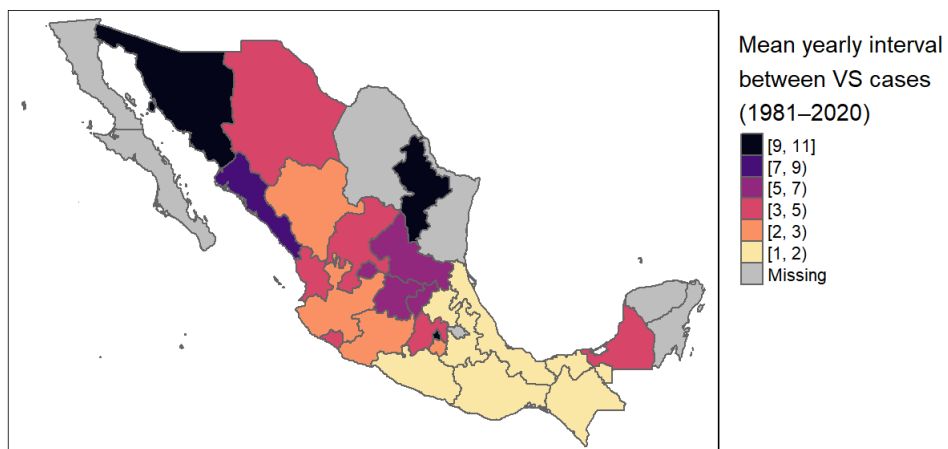 Mean yearly interval
between VS cases
(1981–2020)
[9, 11]
[7, 9)
[5, 7)
[3, 5)
[2, 3)
[1, 2)
Missing